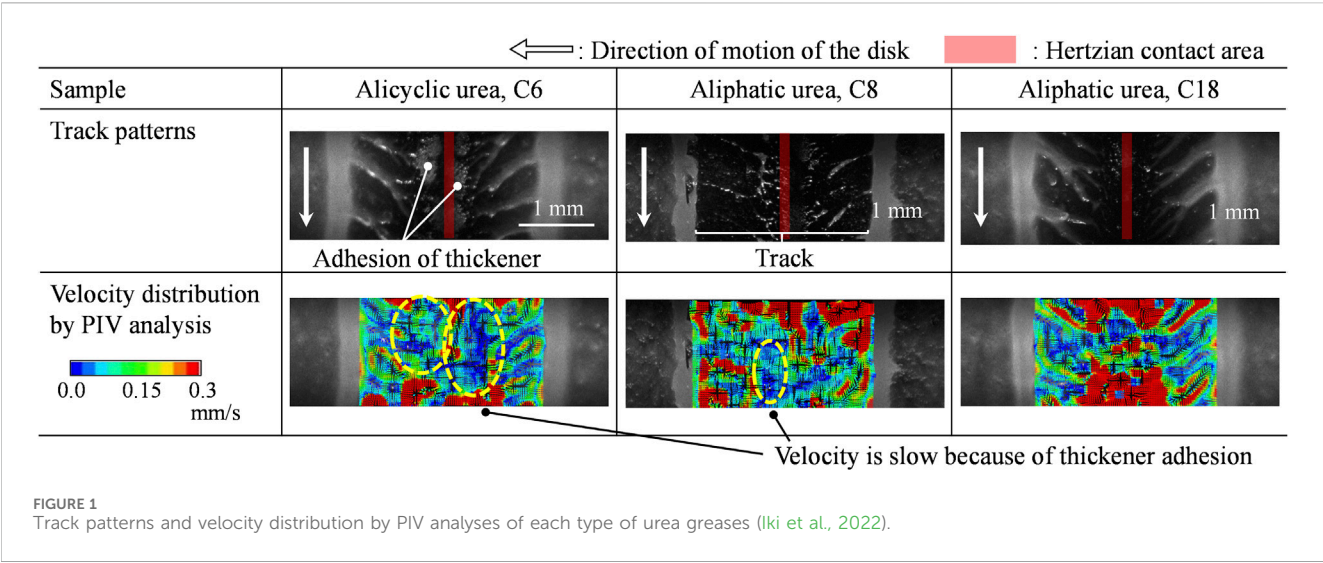 : Direction of motion of the disk : Hertzian contact area
Sample Alicyclic urea, C6 Aliphatic urea, C8 Aliphatic urea, C18
Track patterns
1 mm 1 mm 1 mm
Adhesion of thickener Track
Velocity distribution
by PIV analysis
0.0 0.15 0.3
mm/s
Velocity is slow because of thickener adhesion
FIGURE 1
Track patterns and velocity distribution by PIV analyses of each type of urea greases (Iki et al., 2022).